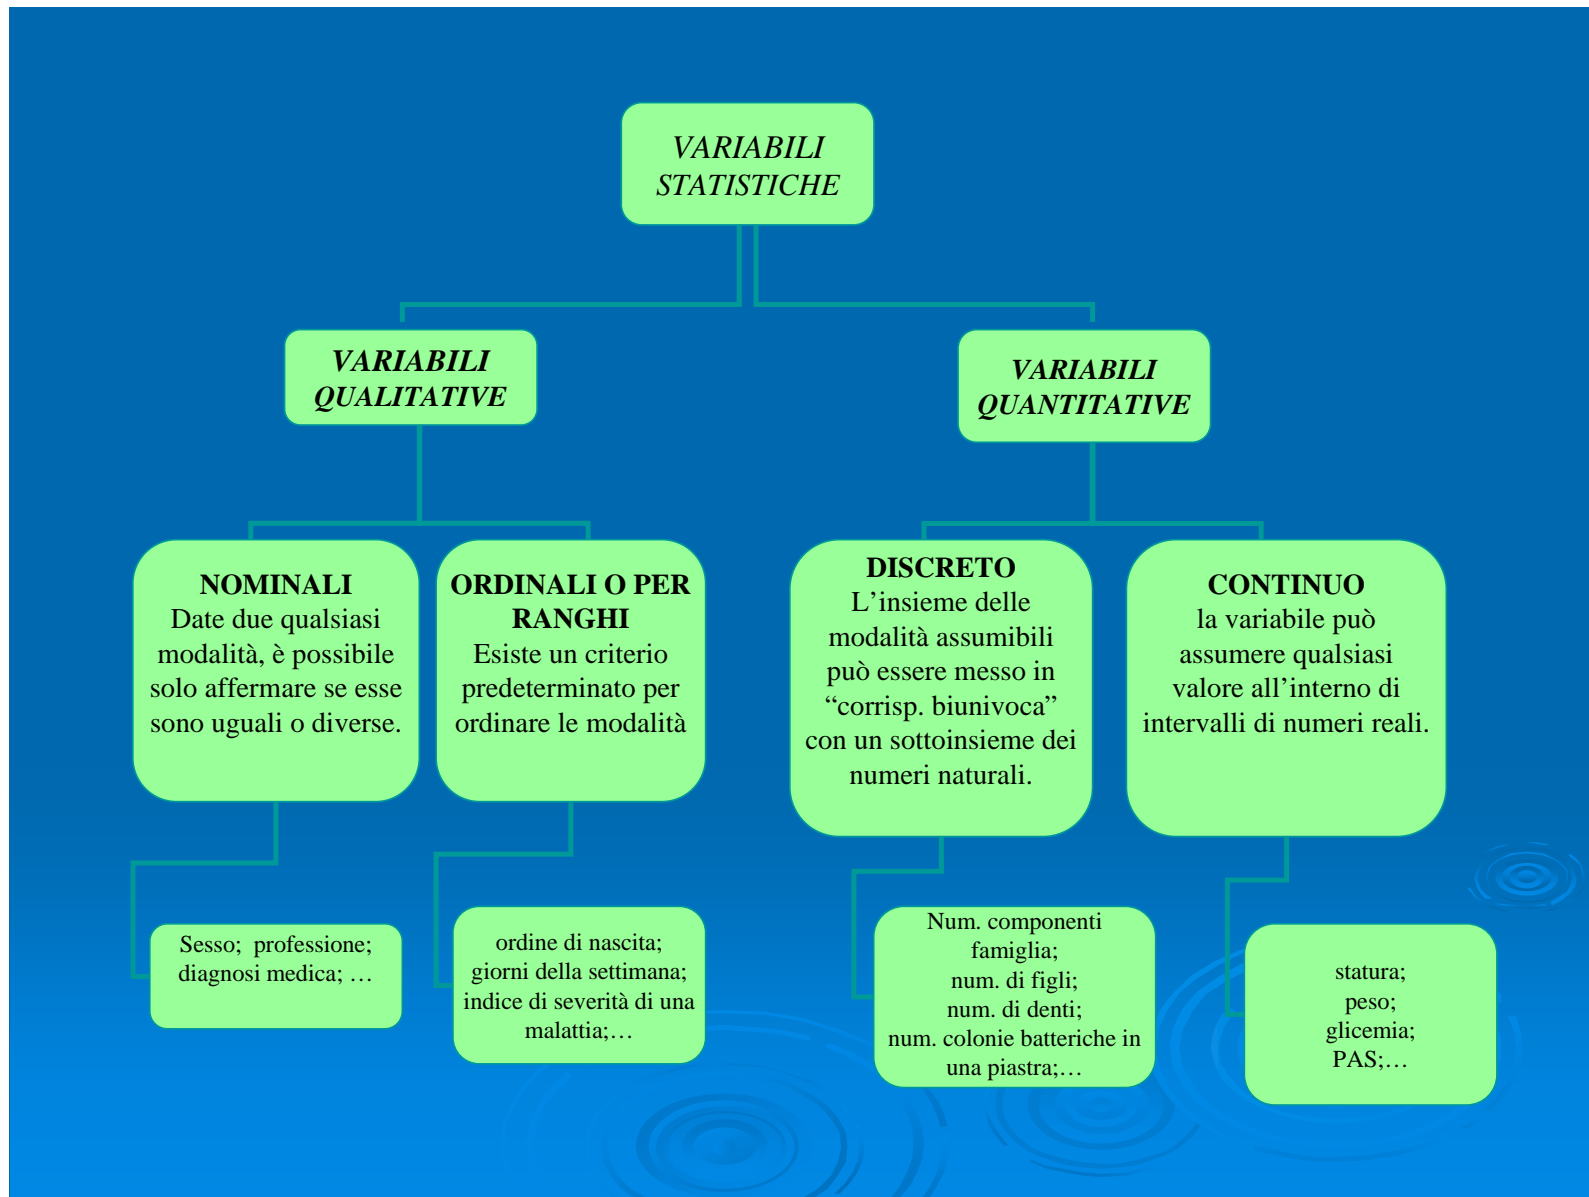 VARIABILI
STATISTICHE
VARIABILI
QUALITATIVE
VARIABILI
QUANTITATIVE
NOMINALI
Date due qualsiasi
modalità, è possibile
solo affermare se esse
sono uguali o diverse.
ORDINALI O PER
RANGHI
Esiste un criterio
predeterminato per
ordinare le modalità
DISCRETO
L’insieme delle
modalità assumibili
può essere messo in
“corrisp. biunivoca”
con un sottoinsieme dei
numeri naturali.
CONTINUO
la variabile può
assumere qualsiasi
valore all’interno di
intervalli di numeri reali.
Sesso; professione;
diagnosi medica; …
ordine di nascita;
giorni della settimana;
indice di severità di una
malattia;…
Num. componenti
famiglia;
num. di figli;
num. di denti;
num. colonie batteriche in
una piastra;…
statura;
peso;
glicemia;
PAS;…